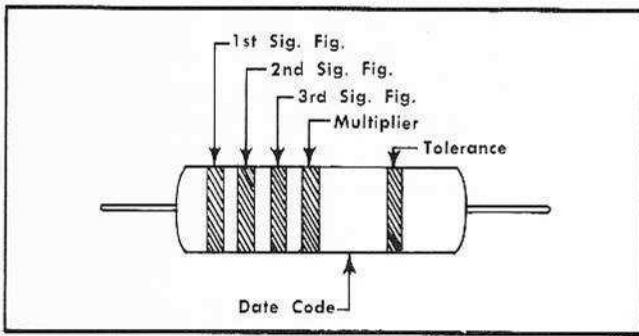 1st Sig. Fig.
2nd Sig. Fig.
3rd Sig. Fig.
Multiplier
Tolerance
Date Code